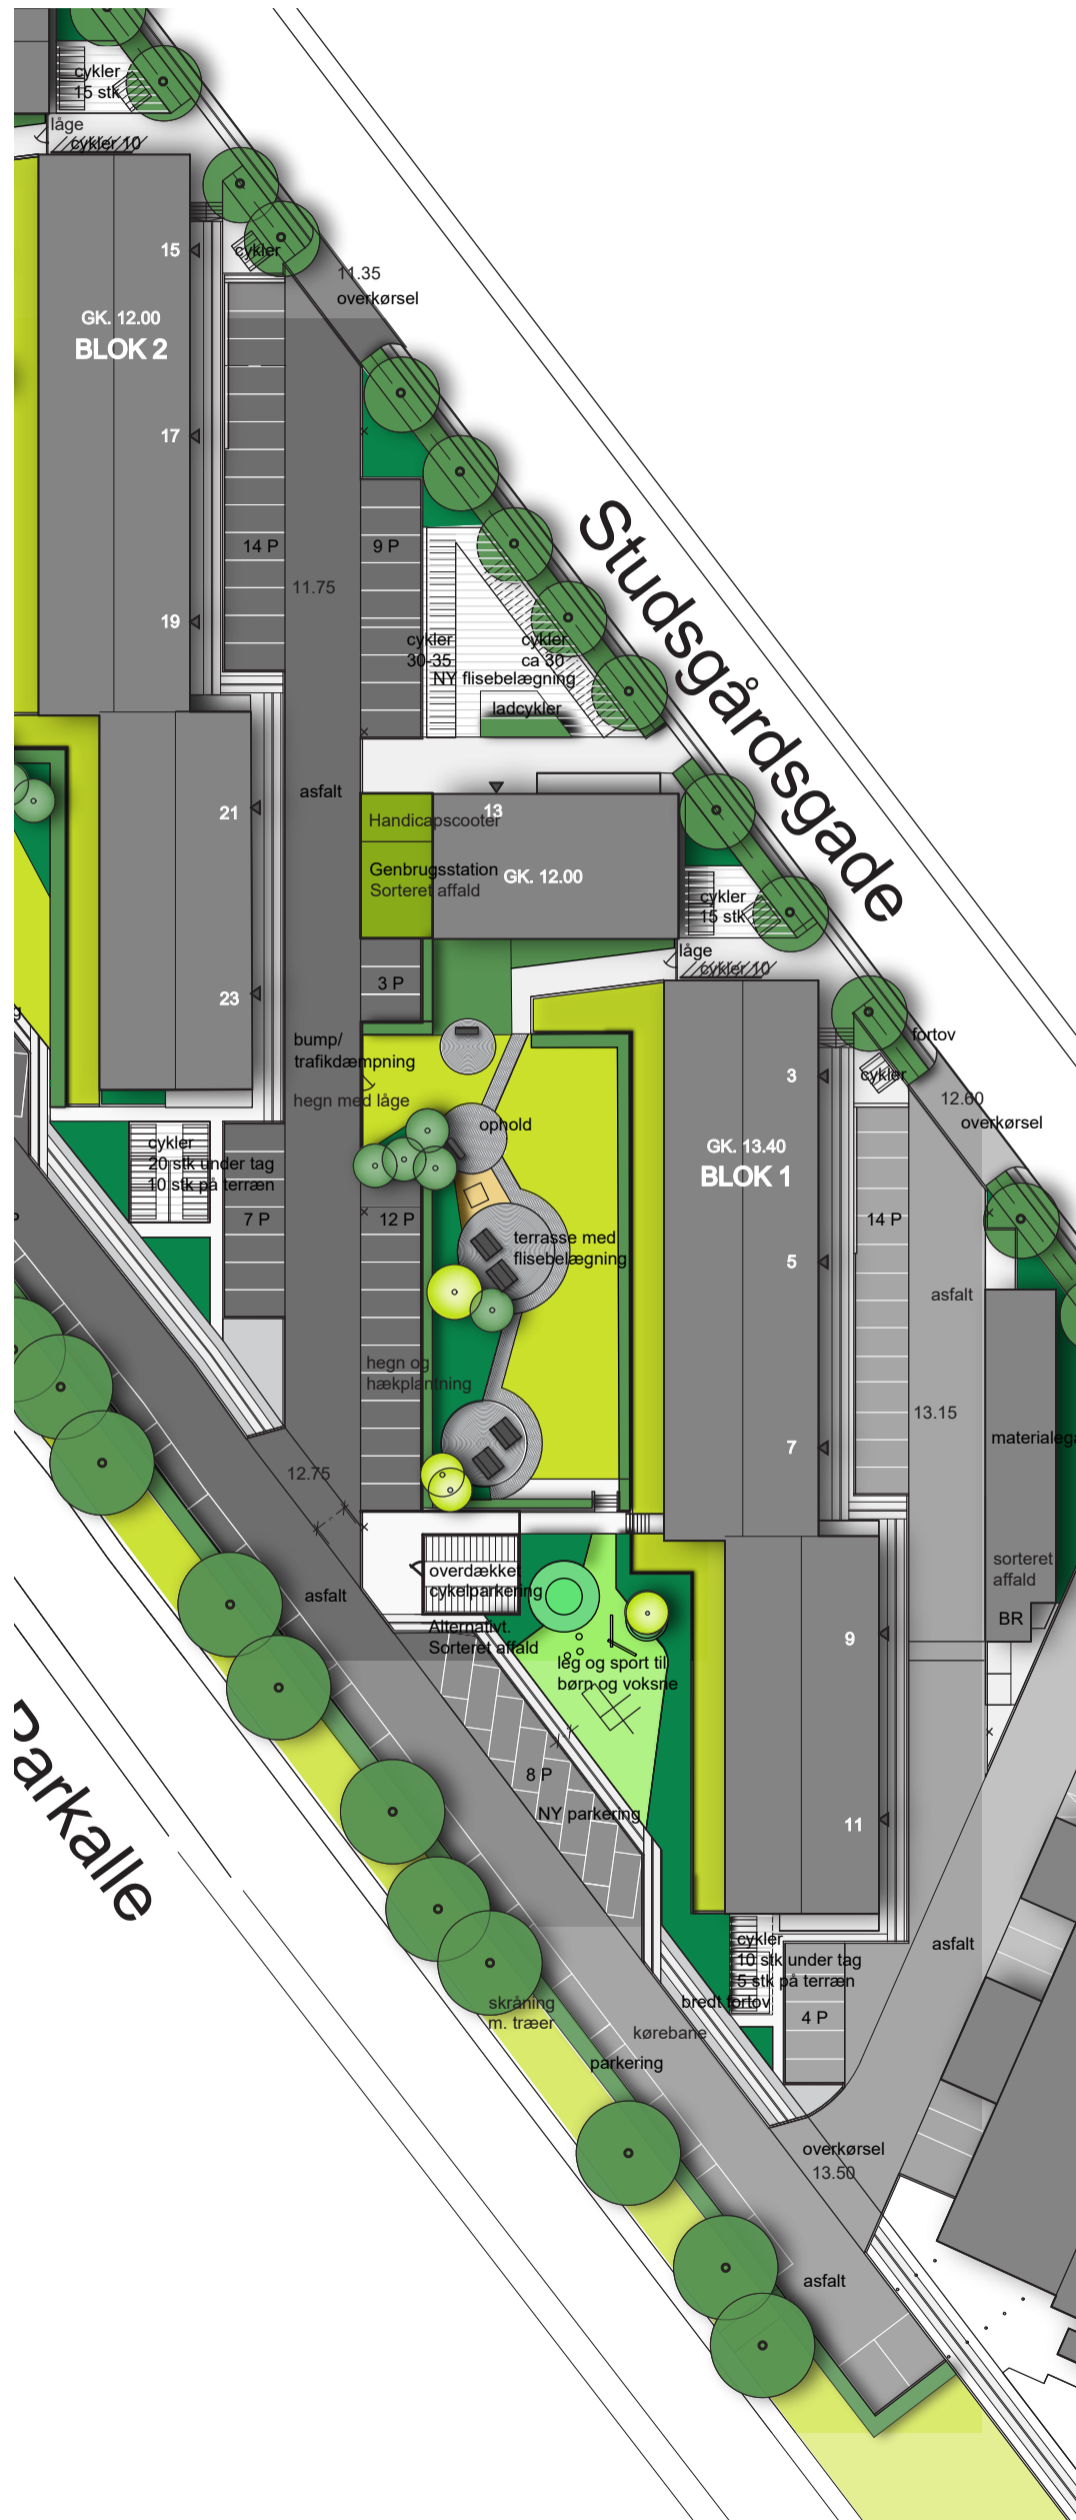 cykler
15 stk
låge
cykler 10
15
cykler
11.35
overkørsel
GK. 12.00
BLOK 2
17
14 P
9 P
11.75
19
cykler
30-35
cykler
ca 30
NY flisebelægning
ladcykler
Studsgårdsgade
asfalt
21
13
Handicapscooter
Genbrugsstation
Sorteret affald
GK. 12.00
cykler
15 stk
låge
cykler 10
3 P
23
bump/
trafikdæmpning
hegn med låge
fortov
cykler
3
12.60
overkørsel
ophold
cykler
20 stk under tag
10 stk på terræn
GK. 13.40
BLOK 1
7 P
12 P
14 P
terrasse med
flisebelægning
5
asfalt
hegn og
hækplantning
13.15
7
12.75
sorteret
affald
BR
asfalt
overdækket
cykelparkering
Alternativt.
Sorteret affald
9
leg og sport til
børn og voksne
8 P
NY parkering
11
Parkalle
cykler
10 stk under tag
5 stk på terræn
asfalt
bredt fortov
4 P
skråning
m. træer
kørebane
parkering
overkørsel
13.50
asfalt